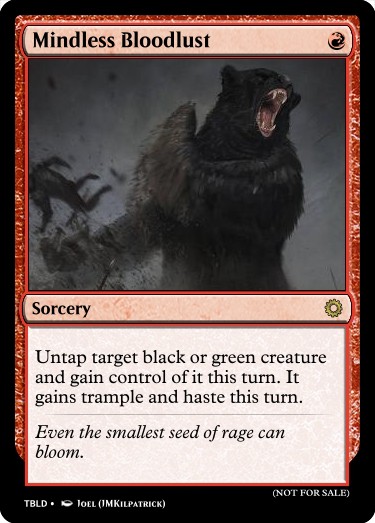 Mindless Bloodlust
Sorcery
Untap target black or green creature
and gain control of it this turn. It
gains trample and haste this turn.
Even the smallest seed of rage can
bloom.
(NOT FOR SALE)
TBLD • Joel (JMKilpatrick)